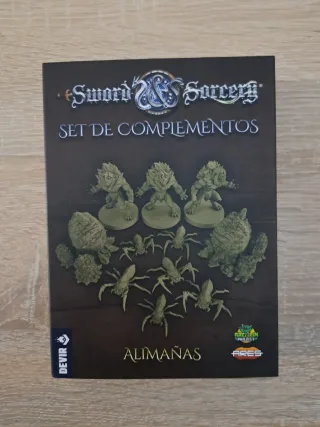 Sword & Sorcery
SET DE COMPLEMENTOS
ALIMAÑAS
DEVIR
ARES